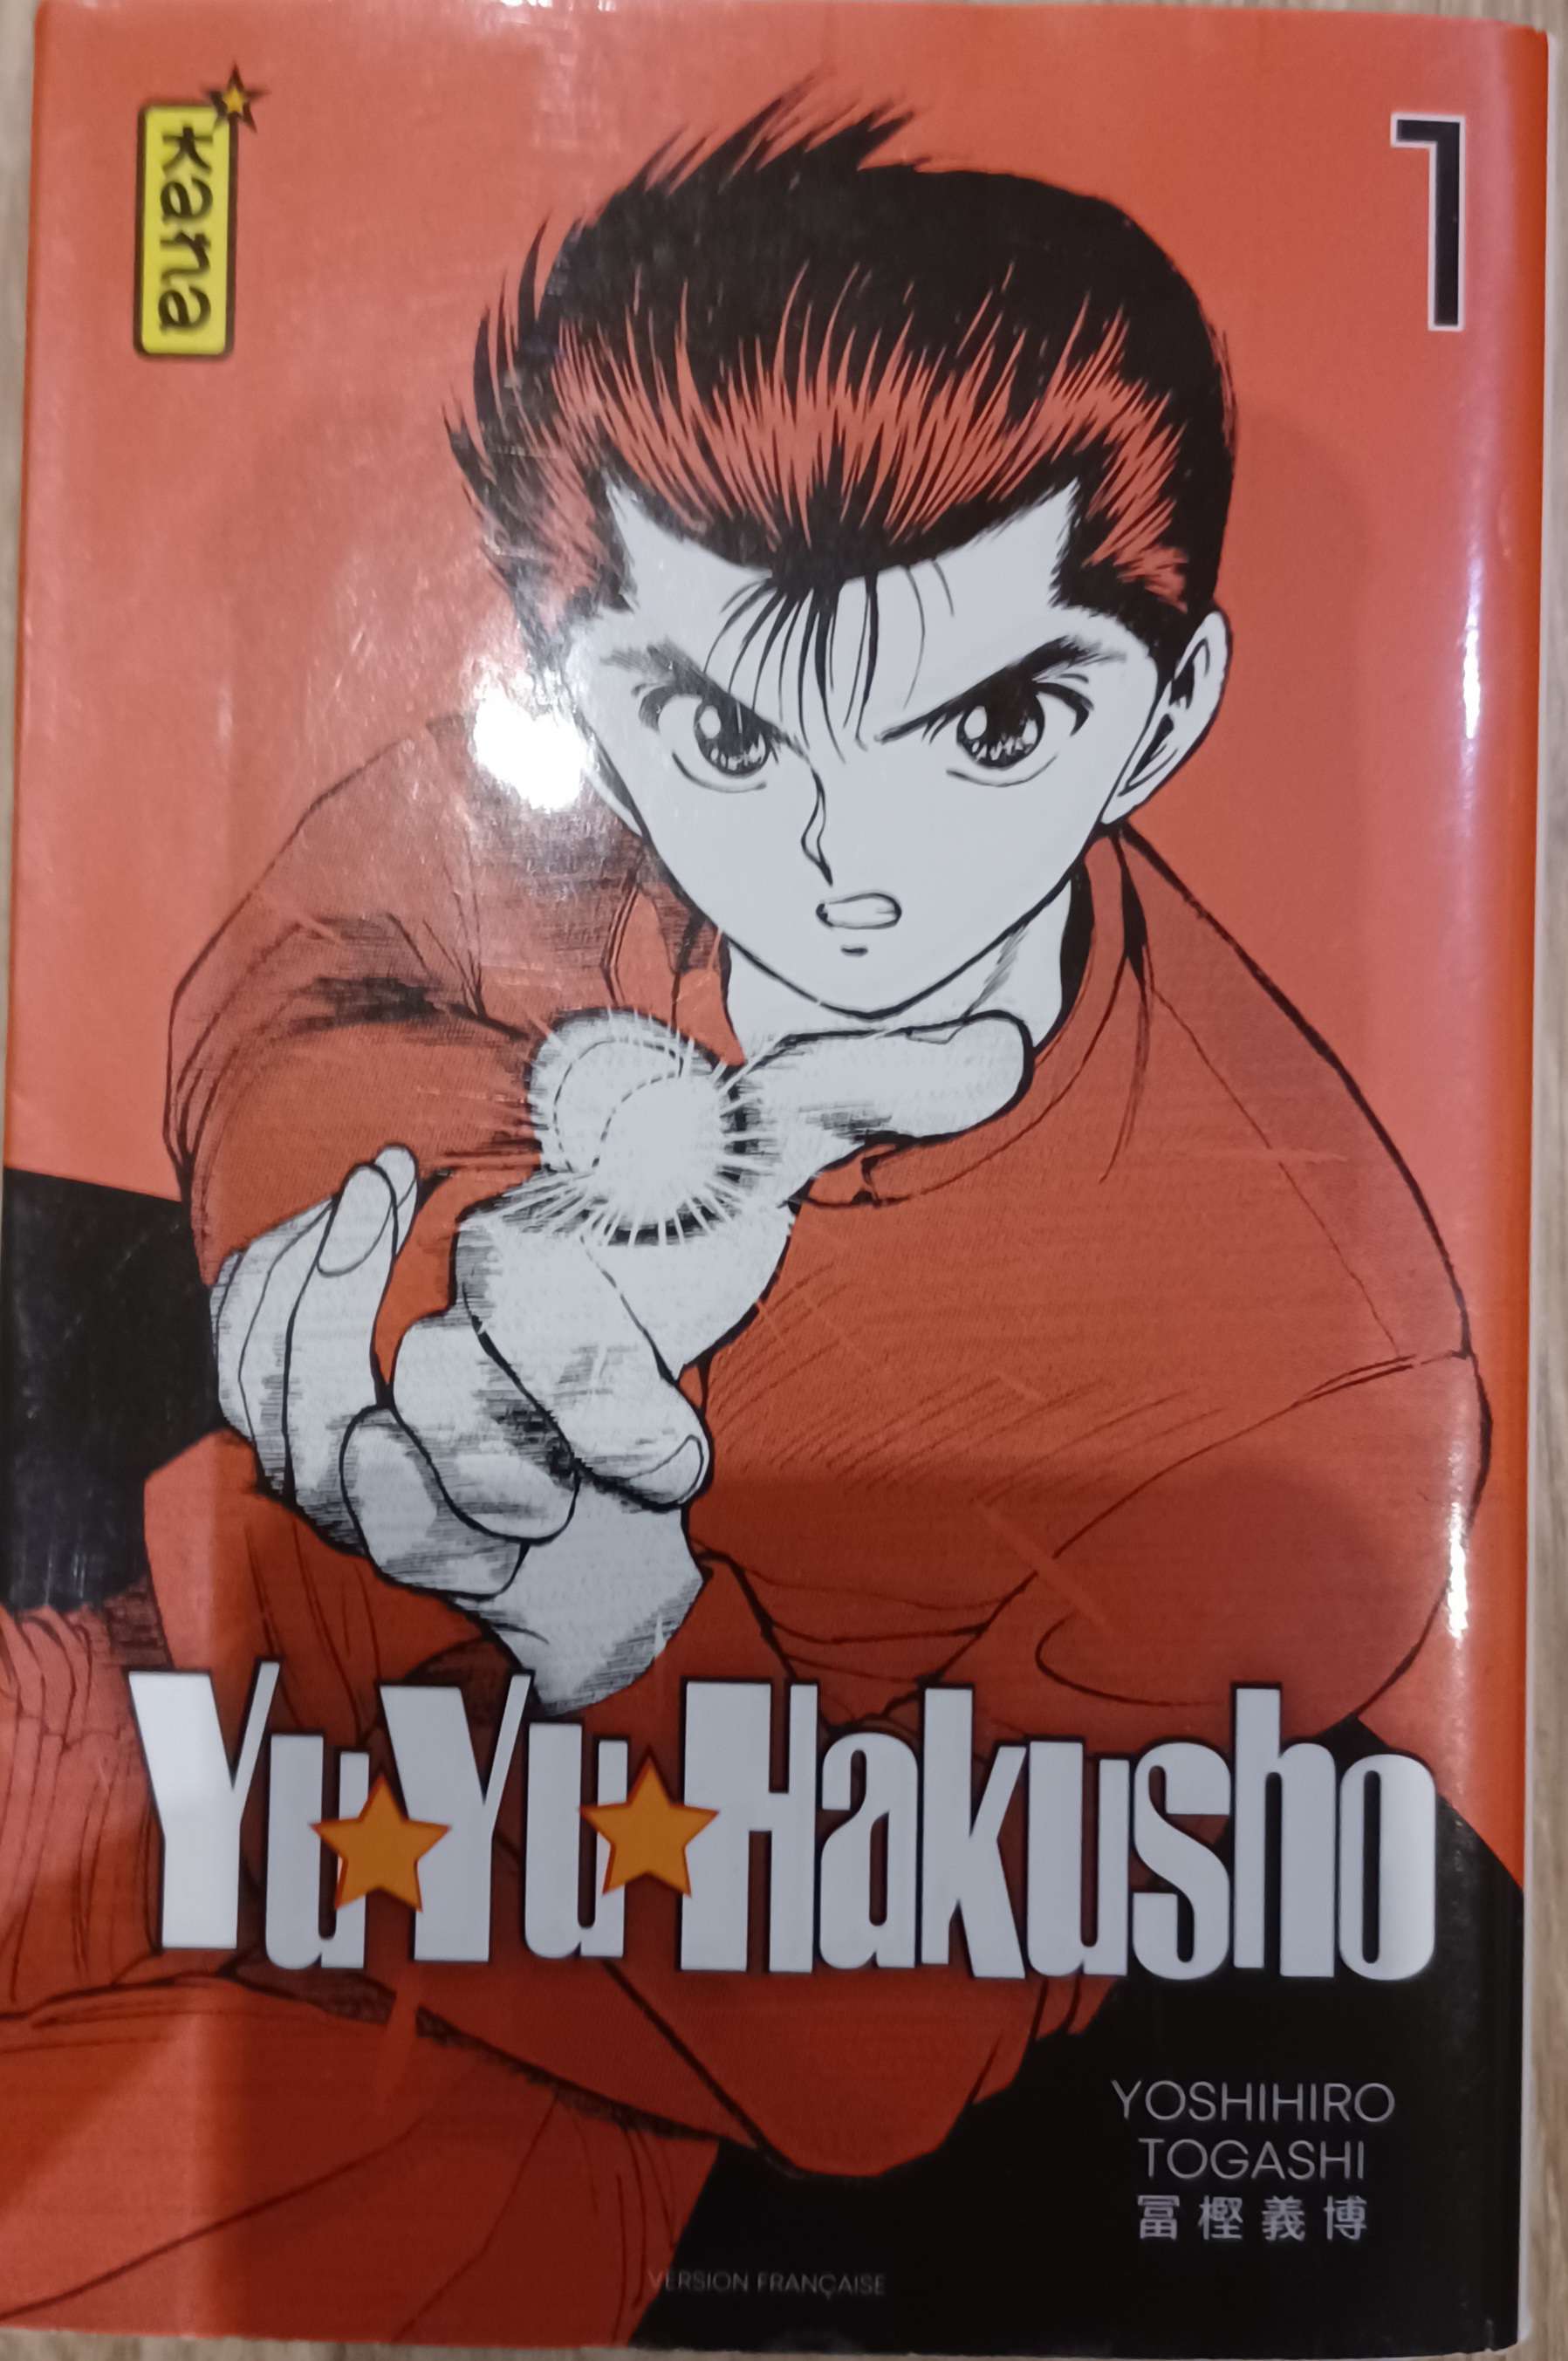 kana
1
Yu Yu Hakusho
YOSHIHIRO
TOGASHI
冨樫義博
VERSION FRANÇAISE